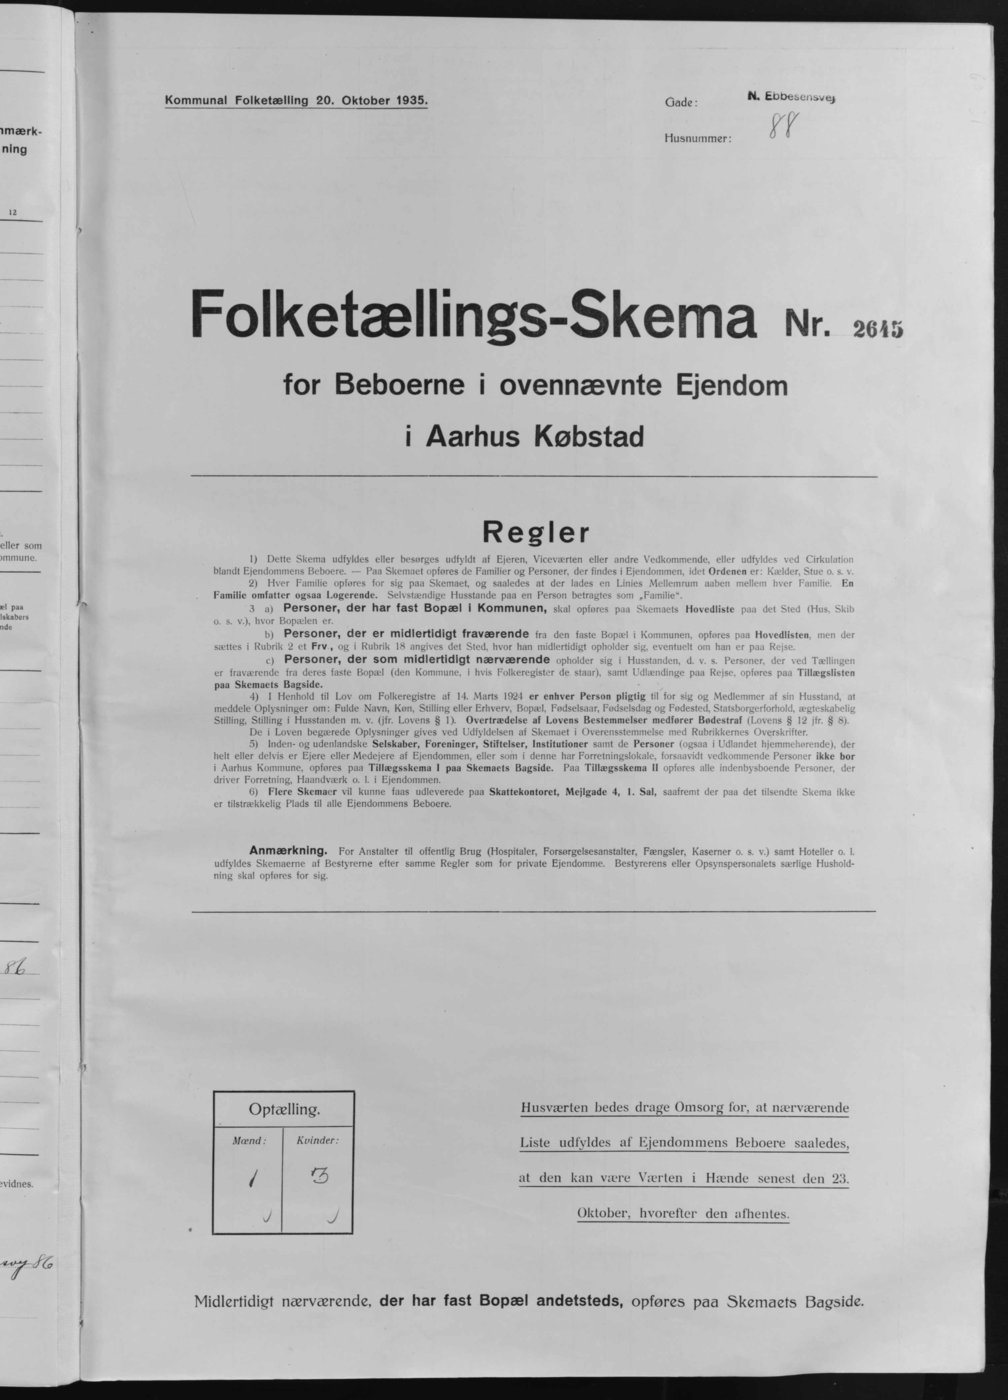 Kommunal Folketælling 20. Oktober 1935.
Gade: N. Ebbesensvej
Husnummer: 88
nmærk-
ning
12
Folketællings-Skema Nr. 2615
for Beboerne i ovennævnte Ejendom
i Aarhus Købstad
eller som
ommune.
Regler
1) Dette Skema udfyldes eller besørges udfyldt af Ejeren, Viceværten eller andre Vedkommende, eller udfyldes ved Cirkulation
blandt Ejendommens Beboere. — Paa Skemaet opføres de Familier og Personer, der findes i Ejendommen, idet Ordenen er: Kælder, Stue o. s. v.
2) Hver Familie opføres for sig paa Skemaet, og saaledes at der lades en Linies Mellemrum aaben mellem hver Familie. En
Familie omfatter ogsaa Logerende. Selvstændige Husstande paa en Person betragtes som „Familie“.
3 a) Personer, der har fast Bopæl i Kommunen, skal opføres paa Skemaets Hovedliste paa det Sted (Hus, Skib
o. s. v.), hvor Bopælen er.
b) Personer, der er midlertidigt fraværende fra den faste Bopæl i Kommunen, opføres paa Hovedlisten, men der
sættes i Rubrik 2 et Frv., og i Rubrik 18 angives det Sted, hvor han midlertidigt opholder sig, eventuelt om han er paa Rejse.
c) Personer, der som midlertidigt nærværende opholder sig i Husstanden, d. v. s. Personer, der ved Tællingen
er fraværende fra deres faste Bopæl (den Kommune, i hvis Folkeregister de staar), samt Udlændinge paa Rejse, opføres paa Tillægslisten
paa Skemaets Bagside.
4) I Henhold til Lov om Folkeregistre af 14. Marts 1924 er enhver Person pligtig til for sig og Medlemmer af sin Husstand, at
meddele Oplysninger om: Fulde Navn, Køn, Stilling eller Erhverv, Bopæl, Fødselsaar, Fødselsdag og Fødested, Statsborgerforhold, ægteskabelig
Stilling, Stilling i Husstanden m. v. (jfr. Lovens § 1). Overtrædelse af Lovens Bestemmelser medfører Bødestraf (Lovens § 12 jfr. § 8).
De i Loven begærede Oplysninger gives ved Udfyldelsen af Skemaet i Overensstemmelse med Rubrikkernes Overskrifter.
5) Inden- og udenlandske Selskaber, Foreninger, Stiftelser, Institutioner samt de Personer (ogsaa i Udlandet hjemmehørende), der
helt eller delvis er Ejere eller Medejere af Ejendommen, eller som i denne har Forretningslokale, forsaavidt vedkommende Personer ikke bor
i Aarhus Kommune, opføres paa Tillægsskema I paa Skemaets Bagside. Paa Tillægsskema II opføres alle indenbysboende Personer, der
driver Forretning, Haandværk o. l. i Ejendommen.
6) Flere Skemaer vil kunne faas udleverede paa Skattekontoret, Mejlgade 4, 1. Sal, saafremt der paa det tilsendte Skema ikke
er tilstrækkelig Plads til alle Ejendommens Beboere.
Anmærkning. For Anstalter til offentlig Brug (Hospitaler, Forsørgelsesanstalter, Fængsler, Kaserner o. s. v.) samt Hoteller o. l.
udfyldes Skemaerne af Bestyrerne efter samme Regler som for private Ejendomme. Bestyrerens eller Opsynspersonalets særlige Hushold-
ning skal opføres for sig.
86
Optælling.
Mænd: Kvinder:
1 3
Husværten bedes drage Omsorg for, at nærværende
Liste udfyldes af Ejendommens Beboere saaledes,
at den kan være Værten i Hænde senest den 23.
Oktober, hvorefter den afhentes.
evidnes.
86
Midlertidigt nærværende, der har fast Bopæl andetsteds, opføres paa Skemaets Bagside.